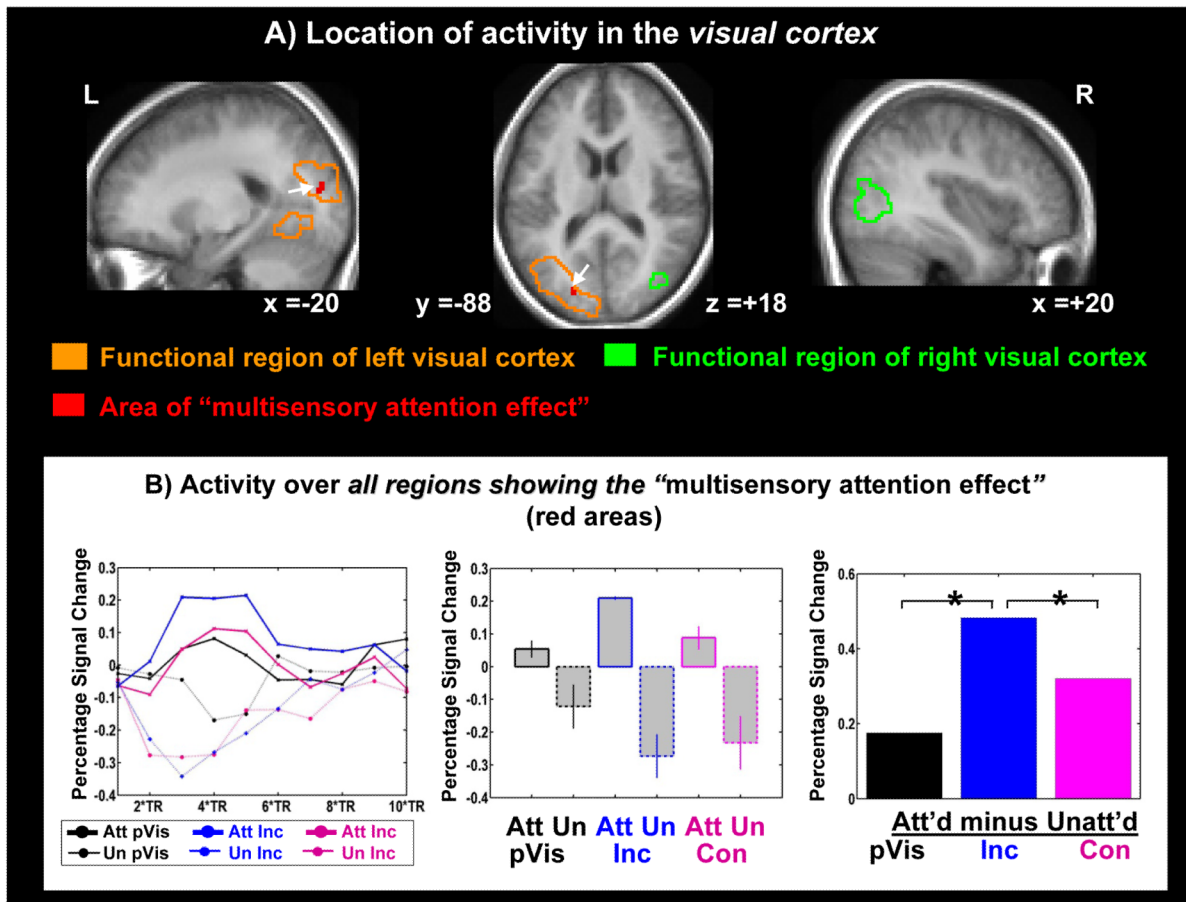 A) Location of activity in the visual cortex
L
R
x =-20
y =-88
z =+18
x =+20
Functional region of left visual cortex
Functional region of right visual cortex
Area of “multisensory attention effect”
B) Activity over all regions showing the “multisensory attention effect”
(red areas)
Percentage Signal Change
0.3
0.2
0.1
0
-0.1
-0.2
-0.3
-0.4
2*TR 4*TR 6*TR 8*TR 10*TR
Att pVis Att Inc Att Inc
Un pVis Un Inc Un Inc
Percentage Signal Change
0.3
0.2
0.1
0
-0.1
-0.2
-0.3
-0.4
Att Un Att Un Att Un
pVis Inc Con
Percentage Signal Change
0.6
0.4
0.2
0
* *
Att’d minus Unatt’d
pVis Inc Con